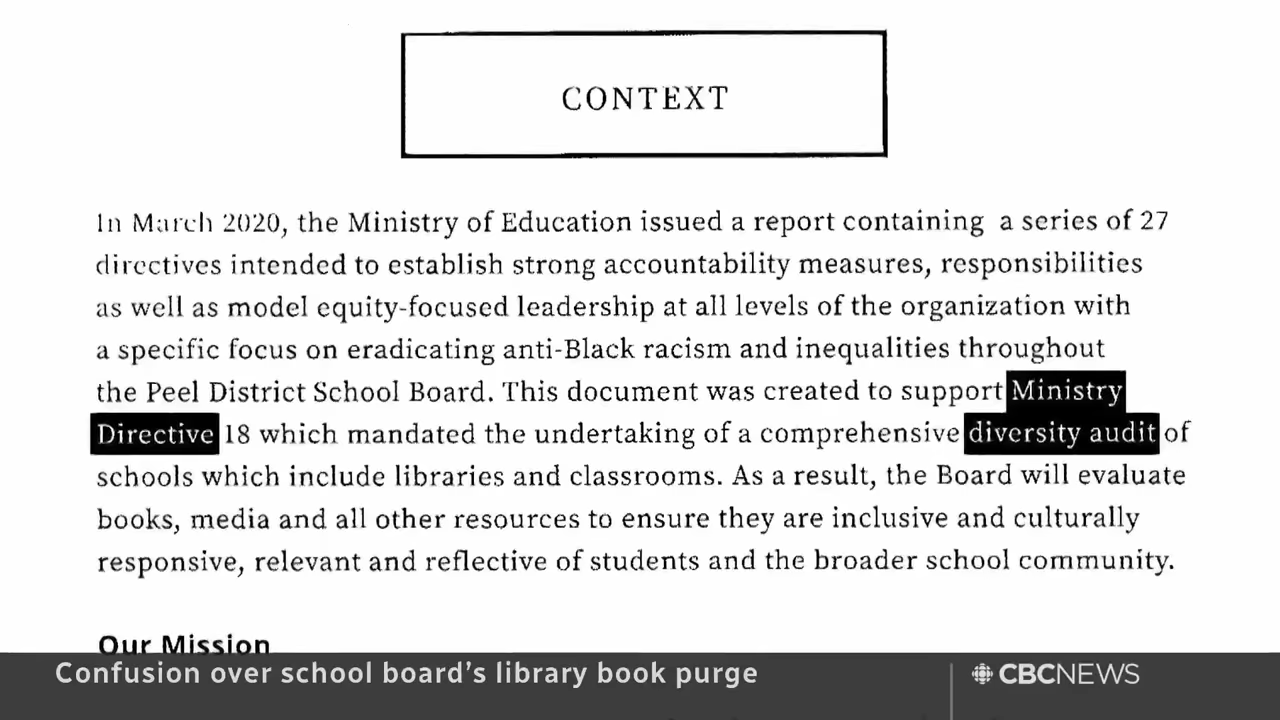 CONTEXT
In March 2020, the Ministry of Education issued a report containing a series of 27
directives intended to establish strong accountability measures, responsibilities
as well as model equity-focused leadership at all levels of the organization with
a specific focus on eradicating anti-Black racism and inequalities throughout
the Peel District School Board. This document was created to support Ministry
Directive 18 which mandated the undertaking of a comprehensive diversity audit of
schools which include libraries and classrooms. As a result, the Board will evaluate
books, media and all other resources to ensure they are inclusive and culturally
responsive, relevant and reflective of students and the broader school community.
Our Mission
Confusion over school board's library book purge
CBCNEWS